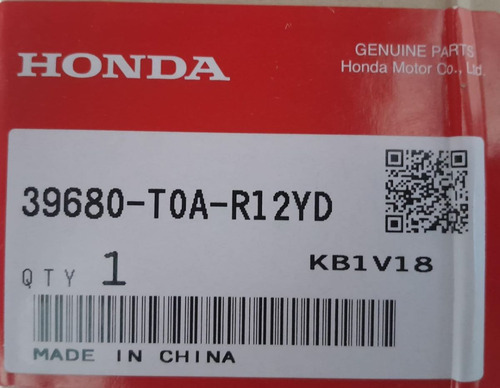 HONDA
GENUINE PARTS
Honda Motor Co., Ltd.
39680-T0A-R12YD
QTY 1
KB1V18
MADE IN CHINA